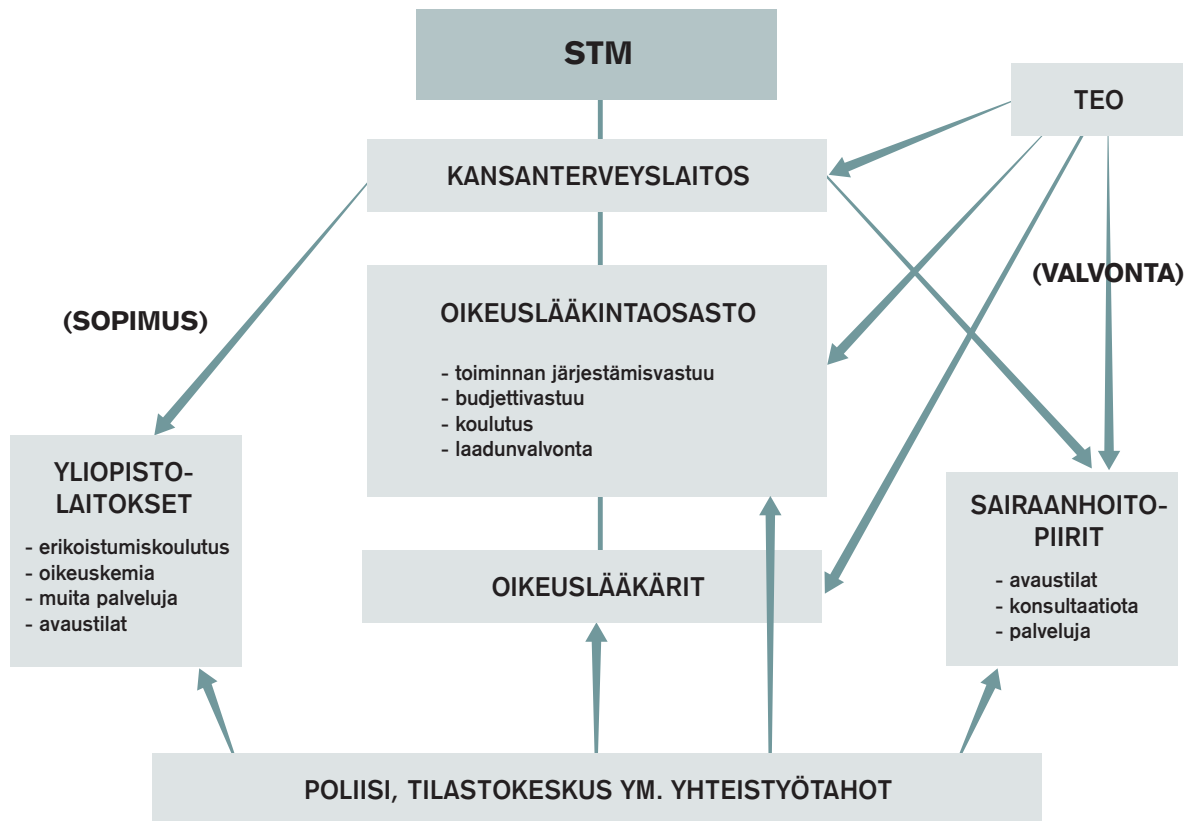 STM
TEO
KANSANTERVEYSLAITOS
(VALVONTA)
(SOPIMUS)
OIKEUSLÄÄKINTAOSASTO
- toiminnan järjestämisvastuu
- budjettivastuu
- koulutus
- laadunvalvonta
YLIOPISTO-
LAITOKSET
- erikoistumiskoulutus
- oikeuskemia
- muita palveluja
- avaustilat
OIKEUSLÄÄKÄRIT
SAIRAANHOITO-
PIIRIT
- avaustilat
- konsultaatiota
- palveluja
POLIISI, TILASTOKESKUS YM. YHTEISTYÖTAHOT